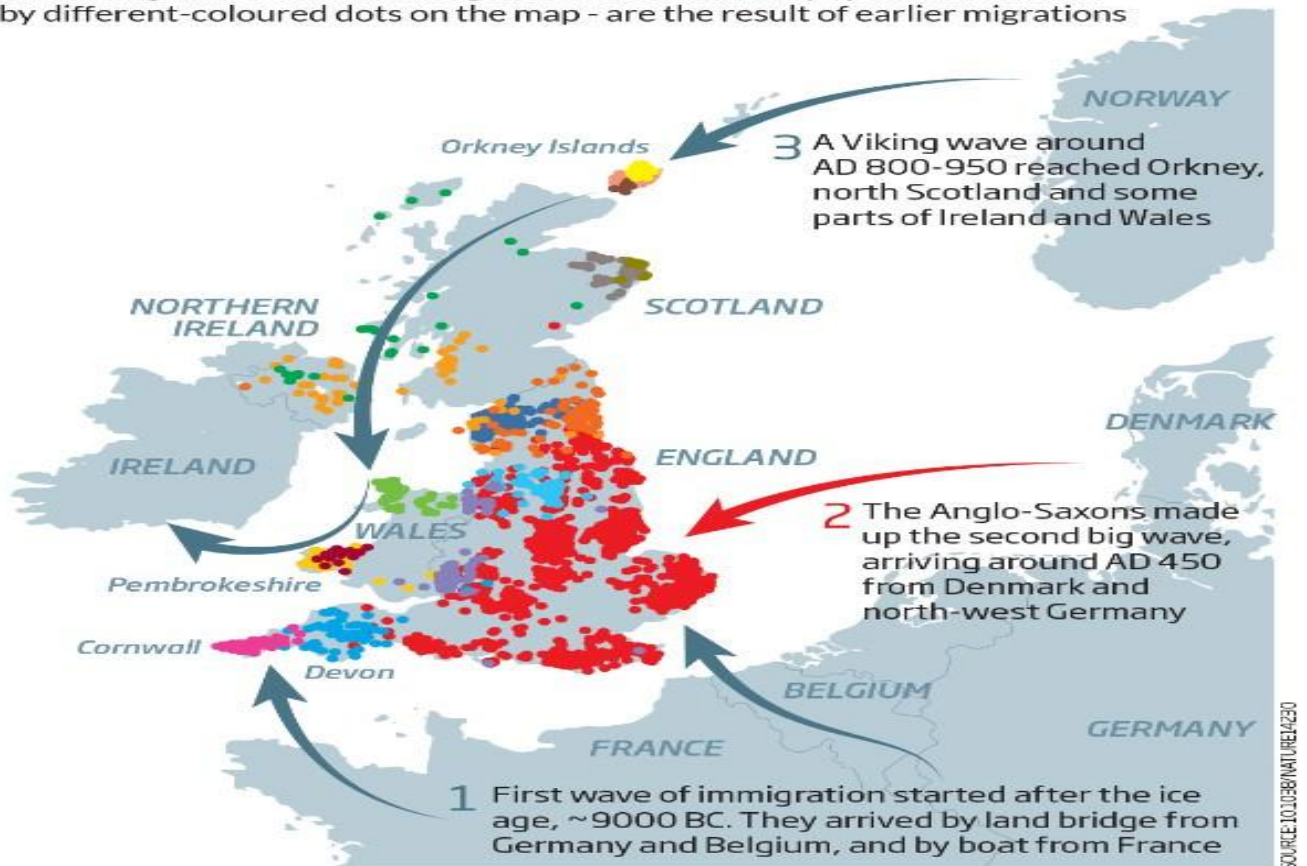 by different-coloured dots on the map - are the result of earlier migrations
NORWAY
Orkney Islands
3 A Viking wave around
AD 800-950 reached Orkney,
north Scotland and some
parts of Ireland and Wales
NORTHERN
IRELAND
SCOTLAND
DENMARK
IRELAND
ENGLAND
2 The Anglo-Saxons made
up the second big wave,
arriving around AD 450
from Denmark and
north-west Germany
WALES
Pembrokeshire
Cornwall
Devon
BELGIUM
GERMANY
FRANCE
1 First wave of immigration started after the ice
age, ~9000 BC. They arrived by land bridge from
Germany and Belgium, and by boat from France
SOURCE:10.1038/NATURE14230